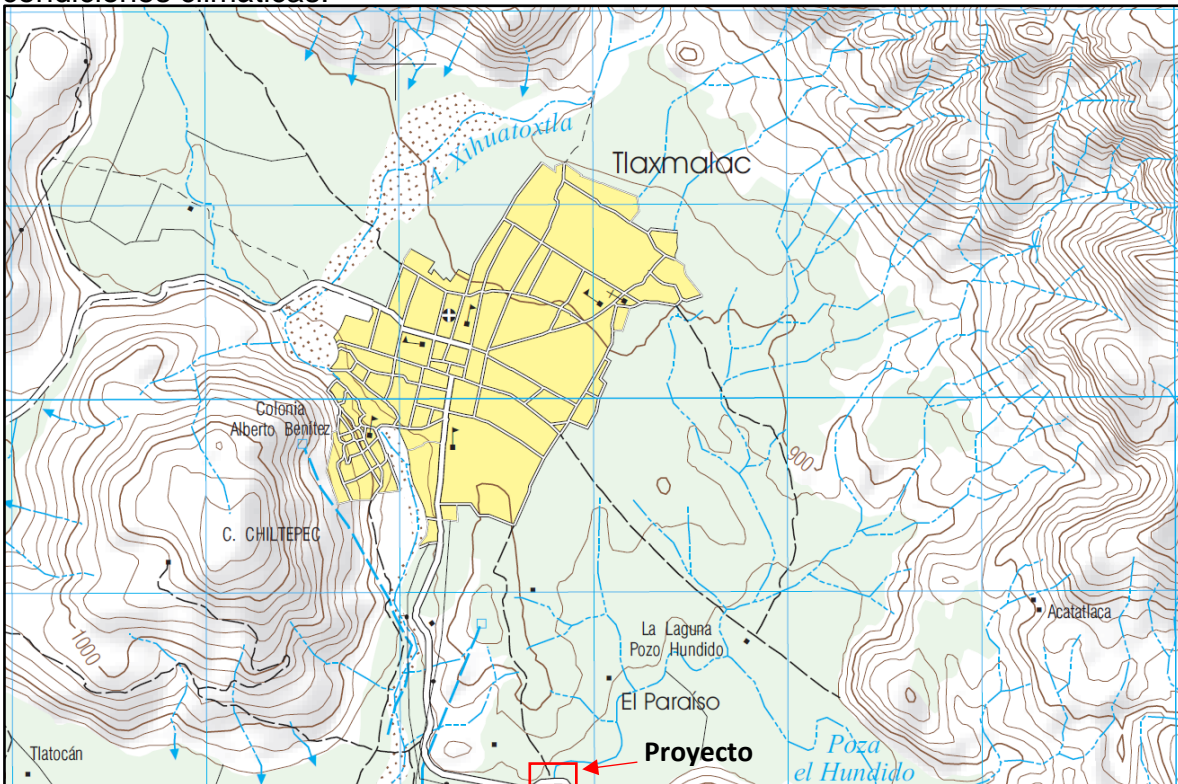 condiciones climáticas.
A. Xihuatoxtla
Tlaxmalac
Colonia
Alberto Benítez
900
C. CHILTEPEC
Acatatlaca
La Laguna
Pozo Hundido
1000
El Paraíso
Proyecto
Poza
el Hundido
Tlatocán